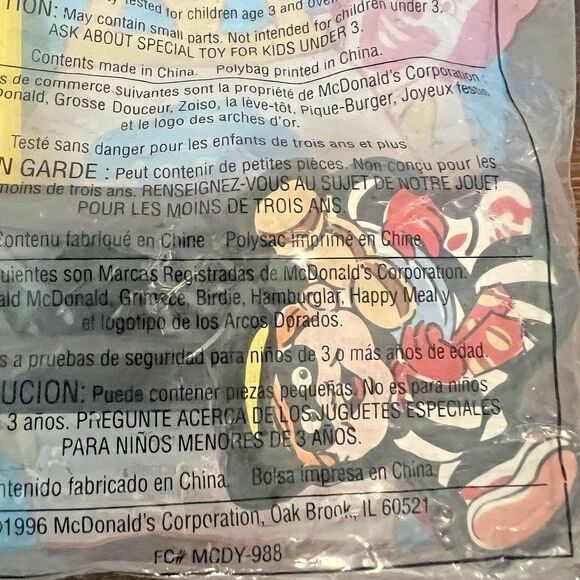 tested for children age 3 and over.
TION: May contain small parts. Not intended for children under 3.
ASK ABOUT SPECIAL TOY FOR KIDS UNDER 3.
Contents made in China. Polybag printed in China.
s de commerce suivantes sont la propriété de McDonald's Corporation :
onald, Grosse Douceur, Zoiso, la lève-tôt, Pique-Burger, Joyeux festin
et le logo des arches d'or.
Testé sans danger pour les enfants de trois ans et plus
N GARDE : Peut contenir de petites pièces. Non conçu pour les
moins de trois ans. RENSEIGNEZ-VOUS AU SUJET DE NOTRE JOUET
POUR LES MOINS DE TROIS ANS.
Contenu fabriqué en Chine Polysac imprimé en Chine
uientes son Marcas Registradas de McDonald's Corporation:
ald McDonald, Grimace, Birdie, Hamburglar, Happy Meal y
el logotipo de los Arcos Dorados.
s a pruebas de seguridad para niños de 3 o más años de edad.
UCION: Puede contener piezas pequeñas. No es para niños
3 años. PREGUNTE ACERCA DE LOS JUGUETES ESPECIALES
PARA NIÑOS MENORES DE 3 AÑOS.
ntenido fabricado en China. Bolsa impresa en China.
©1996 McDonald's Corporation, Oak Brook, IL 60521
FC# MCDY-988